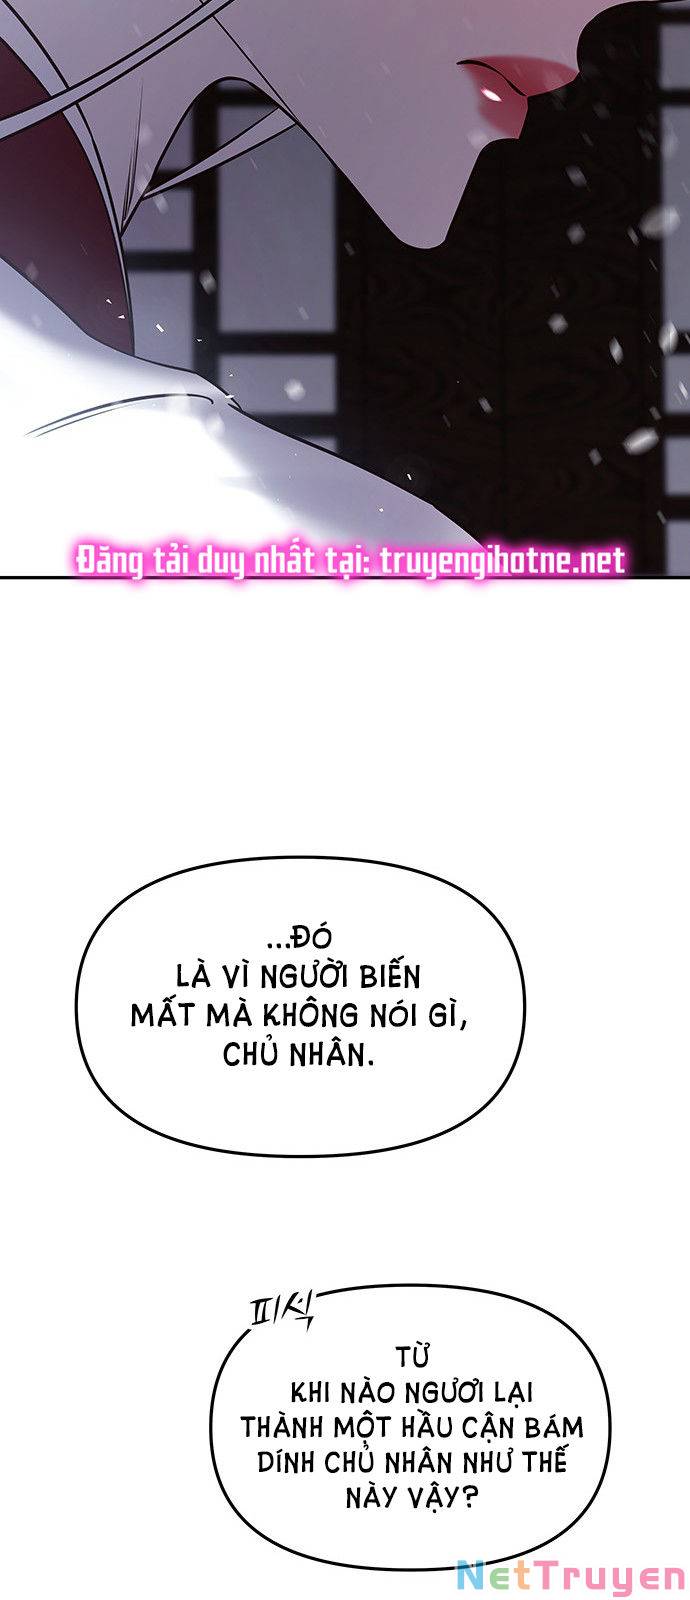 Đăng tải duy nhất tại: truyengihotne.net
...ĐÓ
LÀ VÌ NGƯỜI BIẾN
MẤT MÀ KHÔNG NÓI GÌ,
CHỦ NHÂN.
피식
TỪ
KHI NÀO NGƯƠI LẠI
THÀNH MỘT HẦU CẬN BÁM
DÍNH CHỦ NHÂN NHƯ THẾ
NÀY VẬY?
NetTruyen